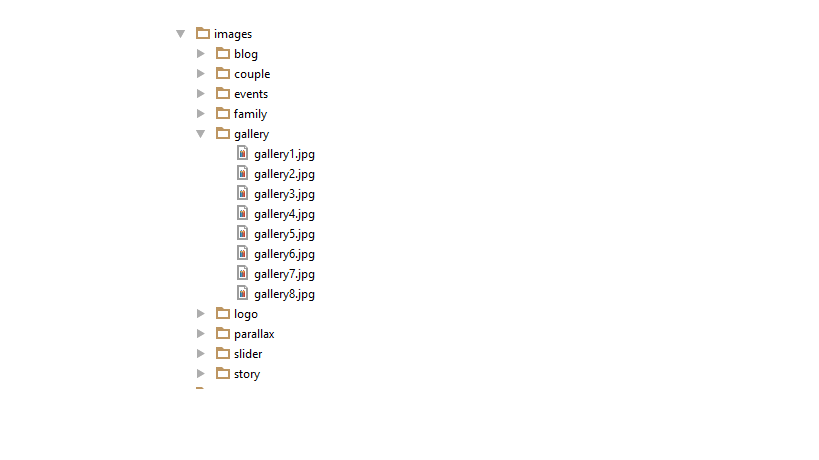 images
blog
couple
events
family
gallery
gallery1.jpg
gallery2.jpg
gallery3.jpg
gallery4.jpg
gallery5.jpg
gallery6.jpg
gallery7.jpg
gallery8.jpg
logo
parallax
slider
story